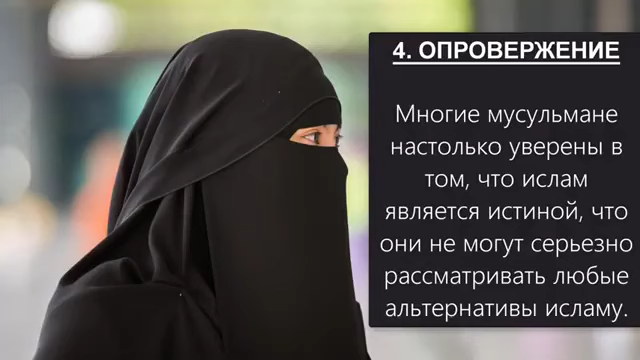 4. ОПРОВЕРЖЕНИЕ
Многие мусульмане
настолько уверены в
том, что ислам
является истиной, что
они не могут серьезно
рассматривать любые
альтернативы исламу.